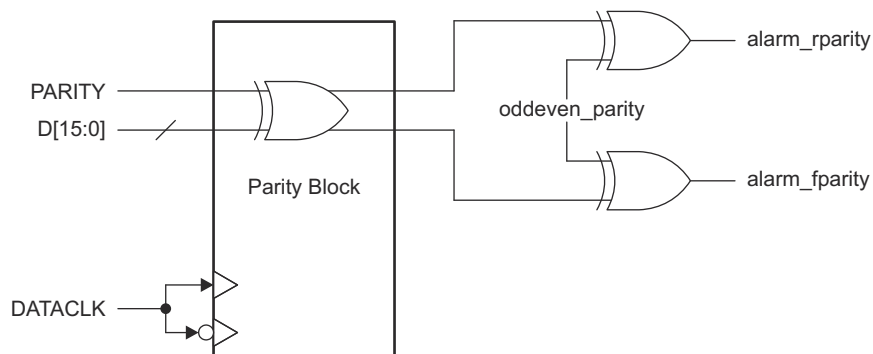 alarm_rparity
PARITY
oddeven_parity
D[15:0]
Parity Block
alarm_fparity
DATACLK